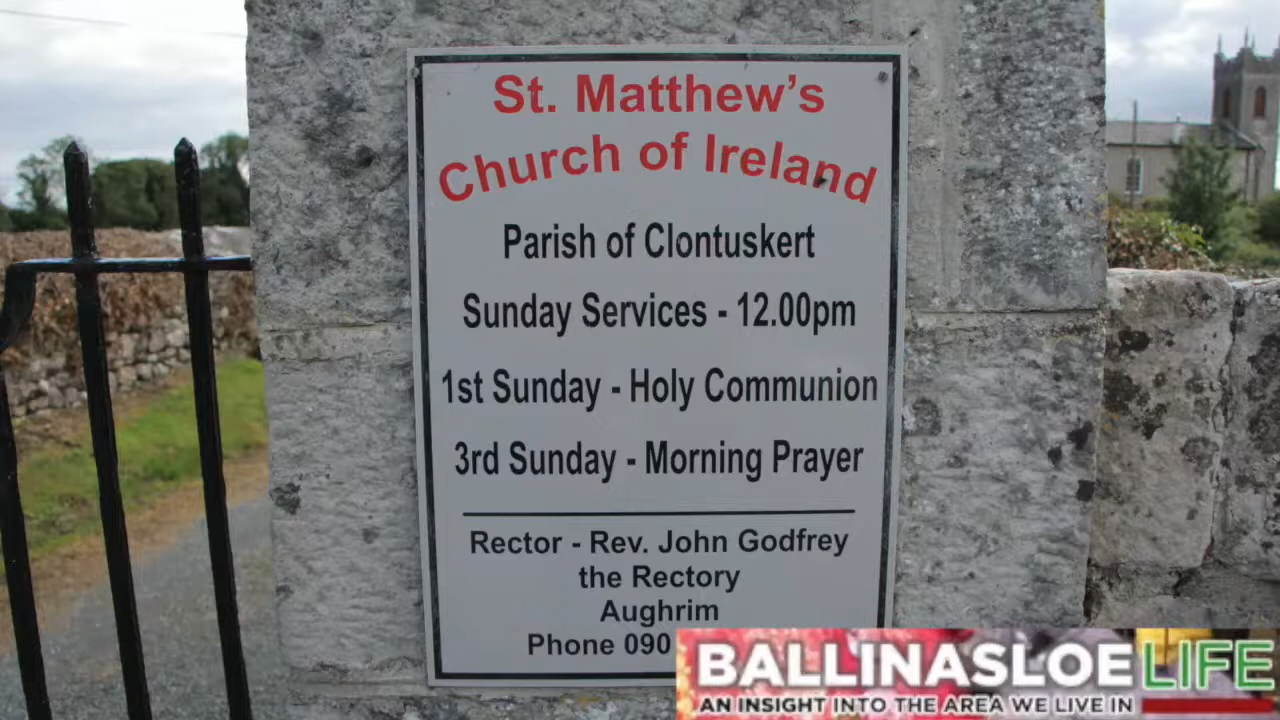 St. Matthew's
Church of Ireland
Parish of Clontuskert
Sunday Services - 12.00pm
1st Sunday - Holy Communion
3rd Sunday - Morning Prayer
Rector - Rev. John Godfrey
the Rectory
Aughrim
Phone 090
BALLINASLOE LIFE
AN INSIGHT INTO THE AREA WE LIVE IN